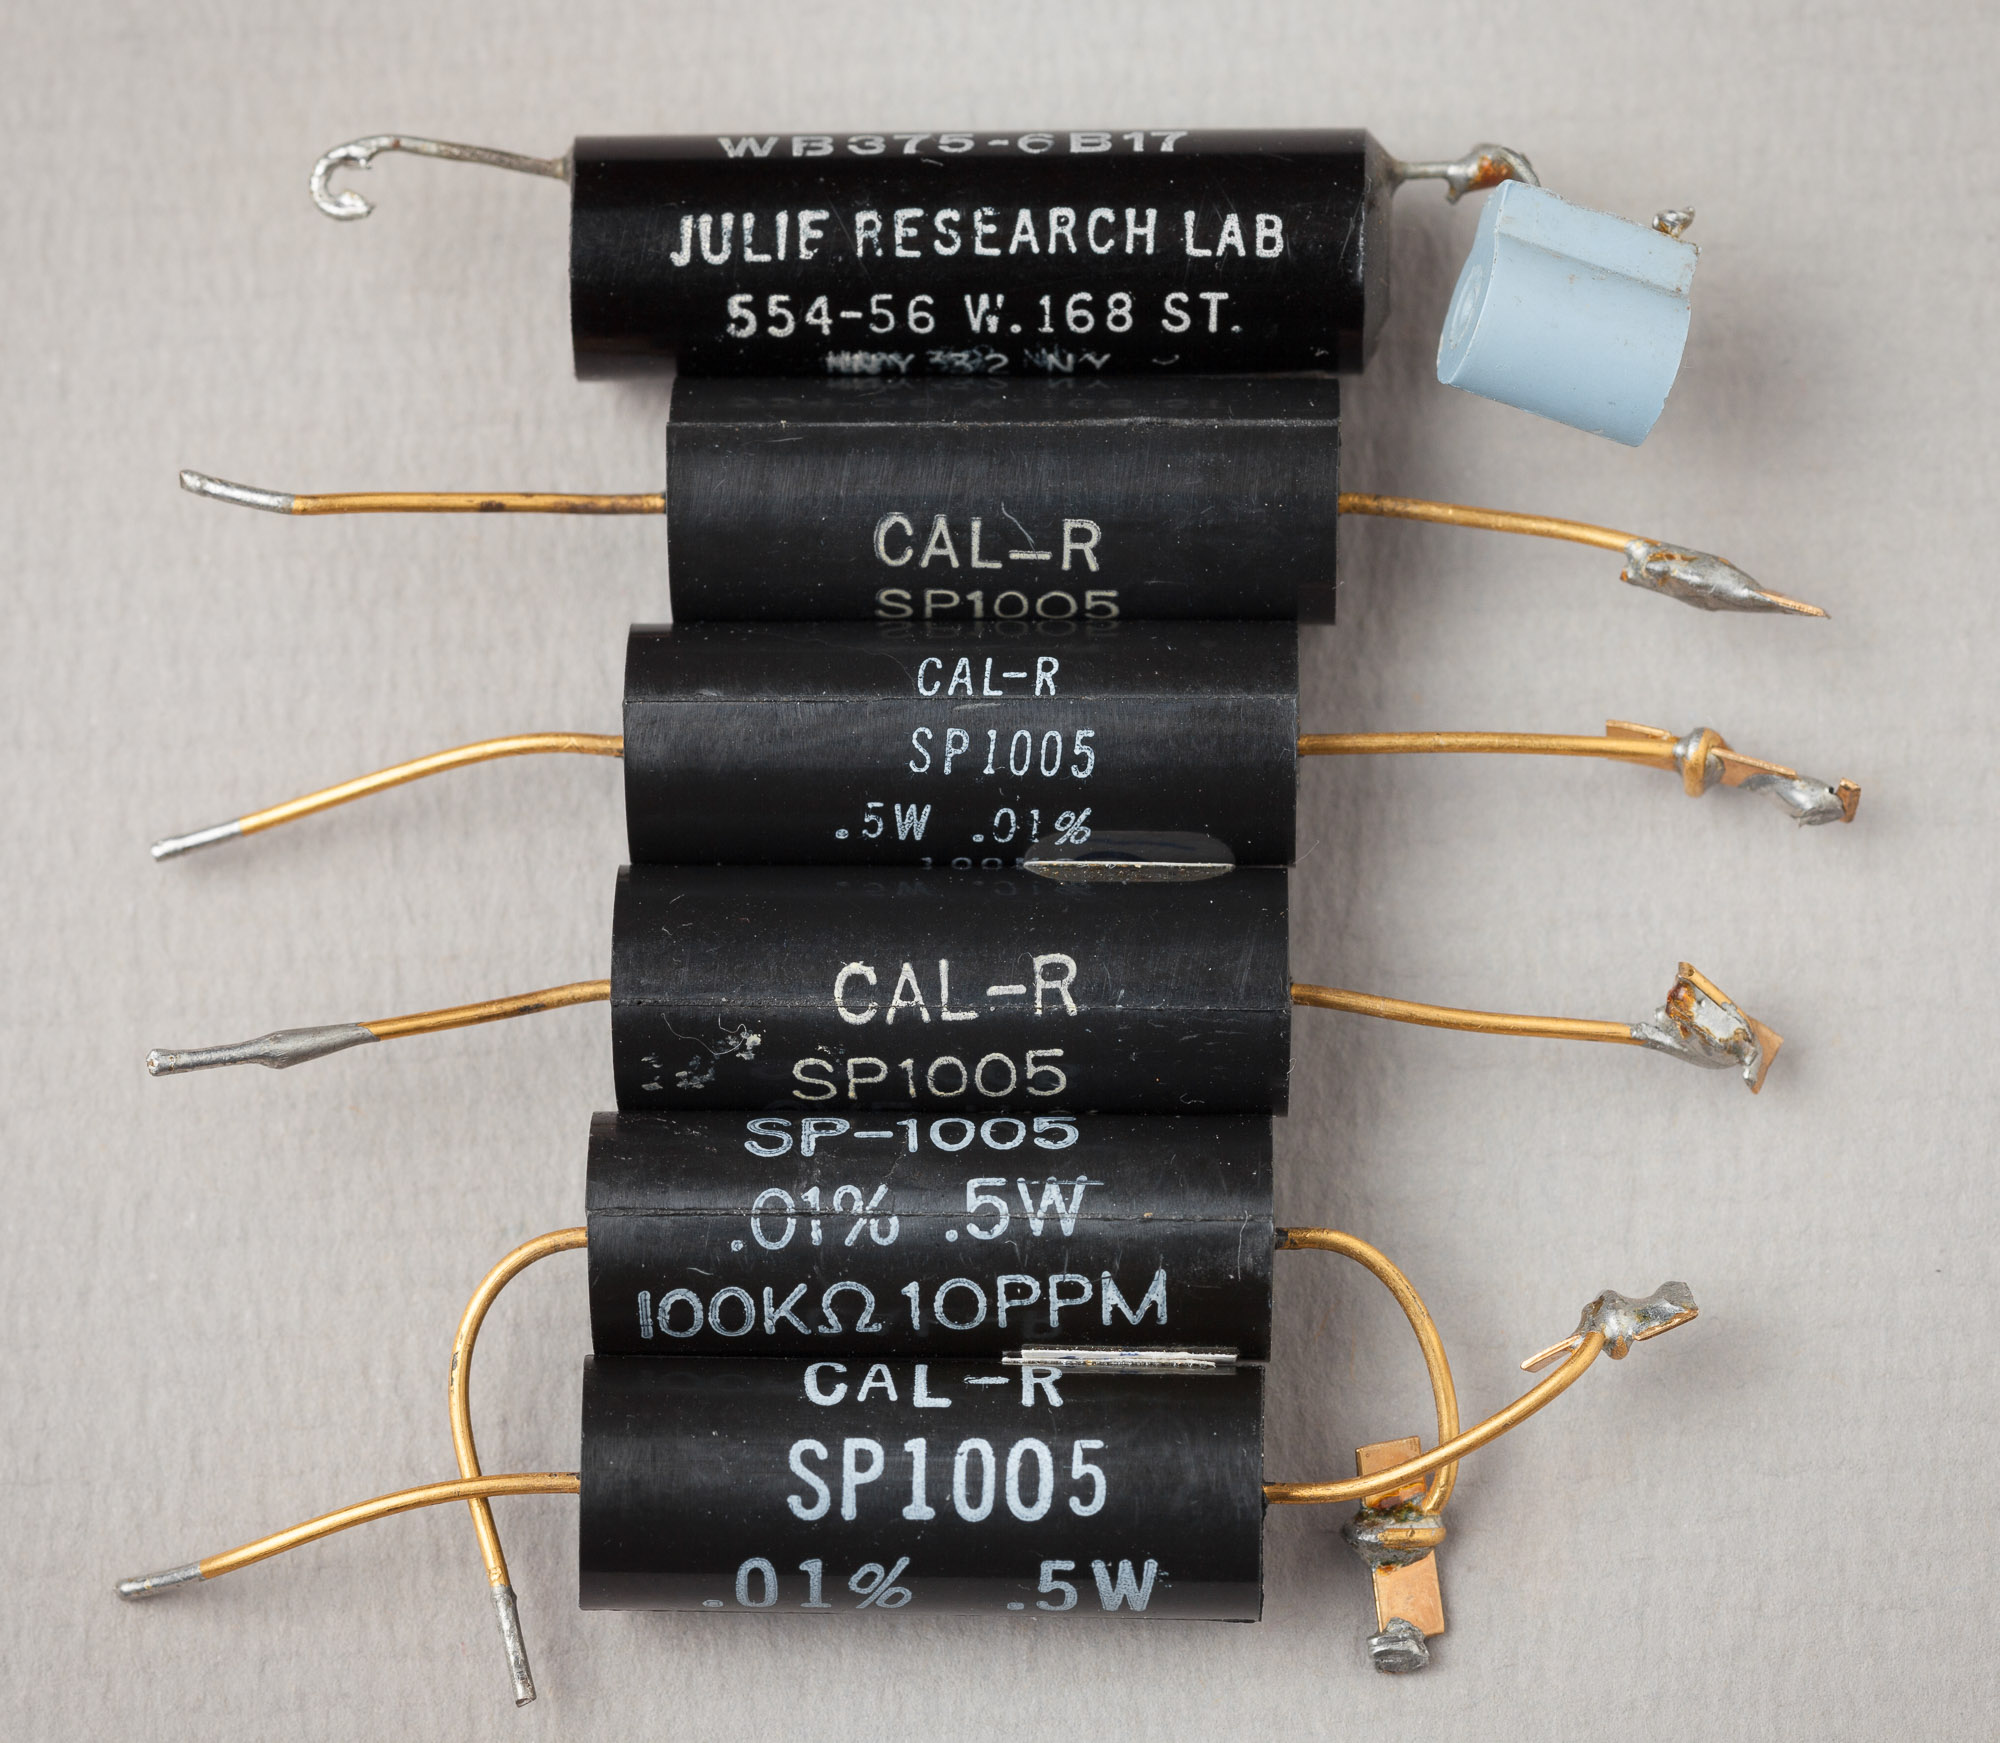 WB375-6B17
JULIE RESEARCH LAB
554-56 W.168 ST.
NY
CAL-R
SP1005
CAL-R
SP1005
.5W .01%
CAL-R
SP1005
SP-1005
.01% .5W
100KΩ 10PPM
CAL-R
SP1005
.01% .5W